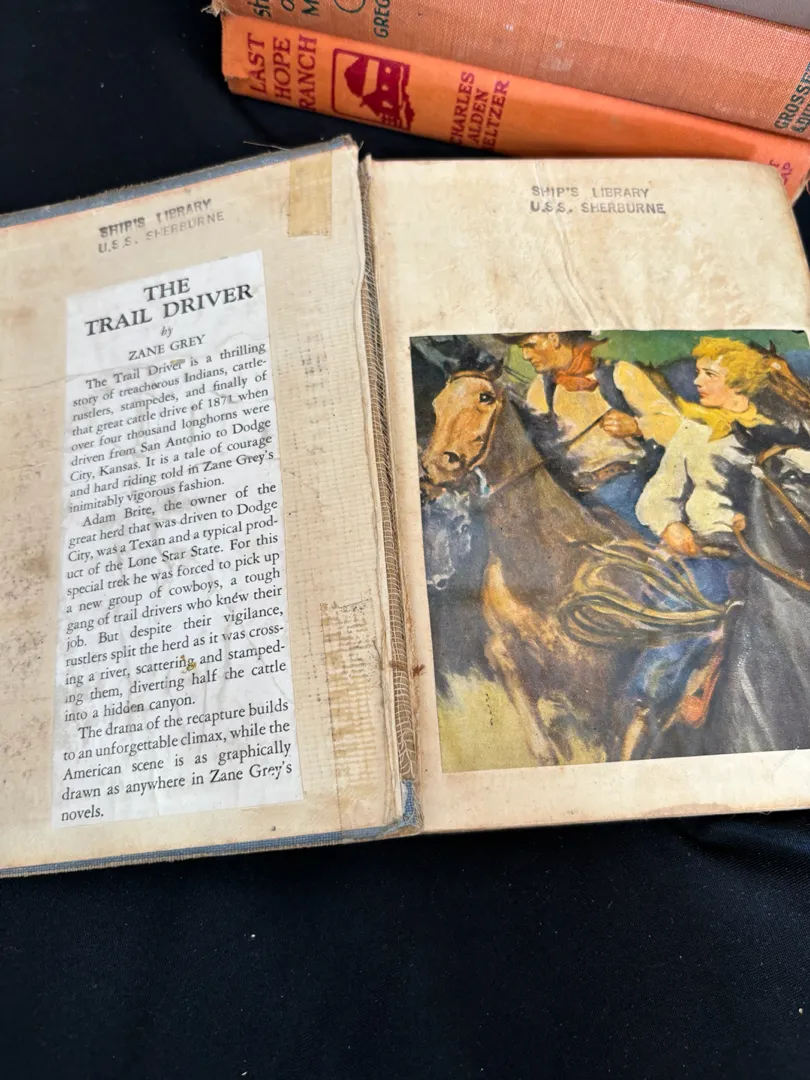 LAST
HOPE
RANCH
CHARLES
ALDEN
ELTZER
GREG
GROSSE
SHIP'S LIBRARY
U.S.S. SHERBURNE
THE
TRAIL DRIVER
by
ZANE GREY
The Trail Driver is a thrilling
story of treacherous Indians, cattle-
rustlers, stampedes, and finally of
that great cattle drive of 1871 when
over four thousand longhorns were
driven from San Antonio to Dodge
City, Kansas. It is a tale of courage
and hard riding told in Zane Grey's
inimitably vigorous fashion.
Adam Brite, the owner of the
great herd that was driven to Dodge
City, was a Texan and a typical prod-
uct of the Lone Star State. For this
special trek he was forced to pick up
a new group of cowboys, a tough
gang of trail drivers who knew their
job. But despite their vigilance,
rustlers split the herd as it was cross-
ing a river, scattering and stamped-
ing them, diverting half the cattle
into a hidden canyon.
The drama of the recapture builds
to an unforgettable climax, while the
American scene is as graphically
drawn as anywhere in Zane Grey's
novels.
SHIP'S LIBRARY
U.S.S. SHERBURNE